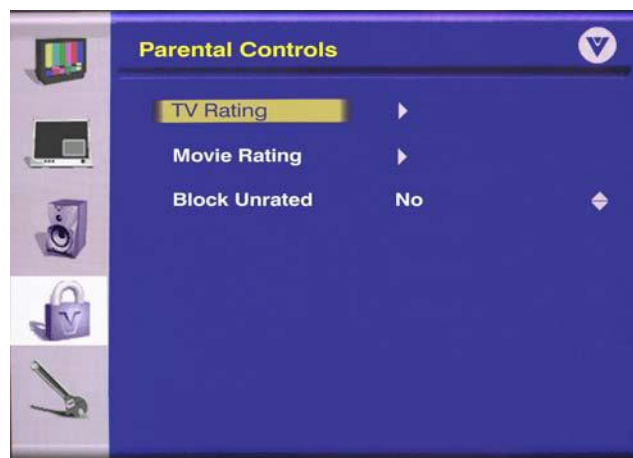 Parental Controls
TV Rating
Movie Rating
Block Unrated No